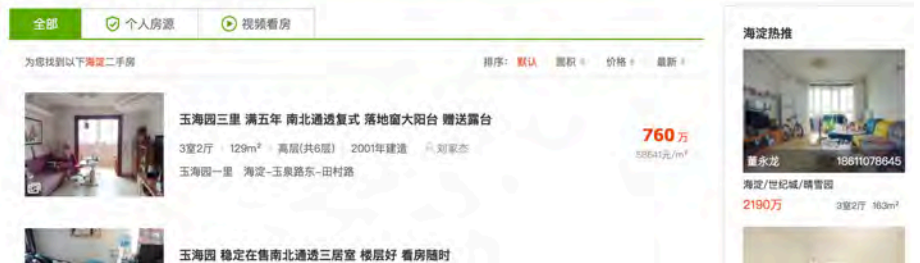 全部
个人房源
视频看房
为您找到以下海淀二手房
排序: 默认 面积 价格 最新
玉海园三里 满五年 南北通透复式 落地窗大阳台 赠送露台
3室2厅 129m² 高层(共6层) 2001年建造 刘家杰
玉海园一里 海淀-玉泉路东-田村路
760万
58641元/m²
玉海园 稳定在售南北通透三居室 楼层好 看房随时
海淀热推
董永龙 18611078645
海淀/世纪城/晴雪园
2190万 3室2厅 163m²